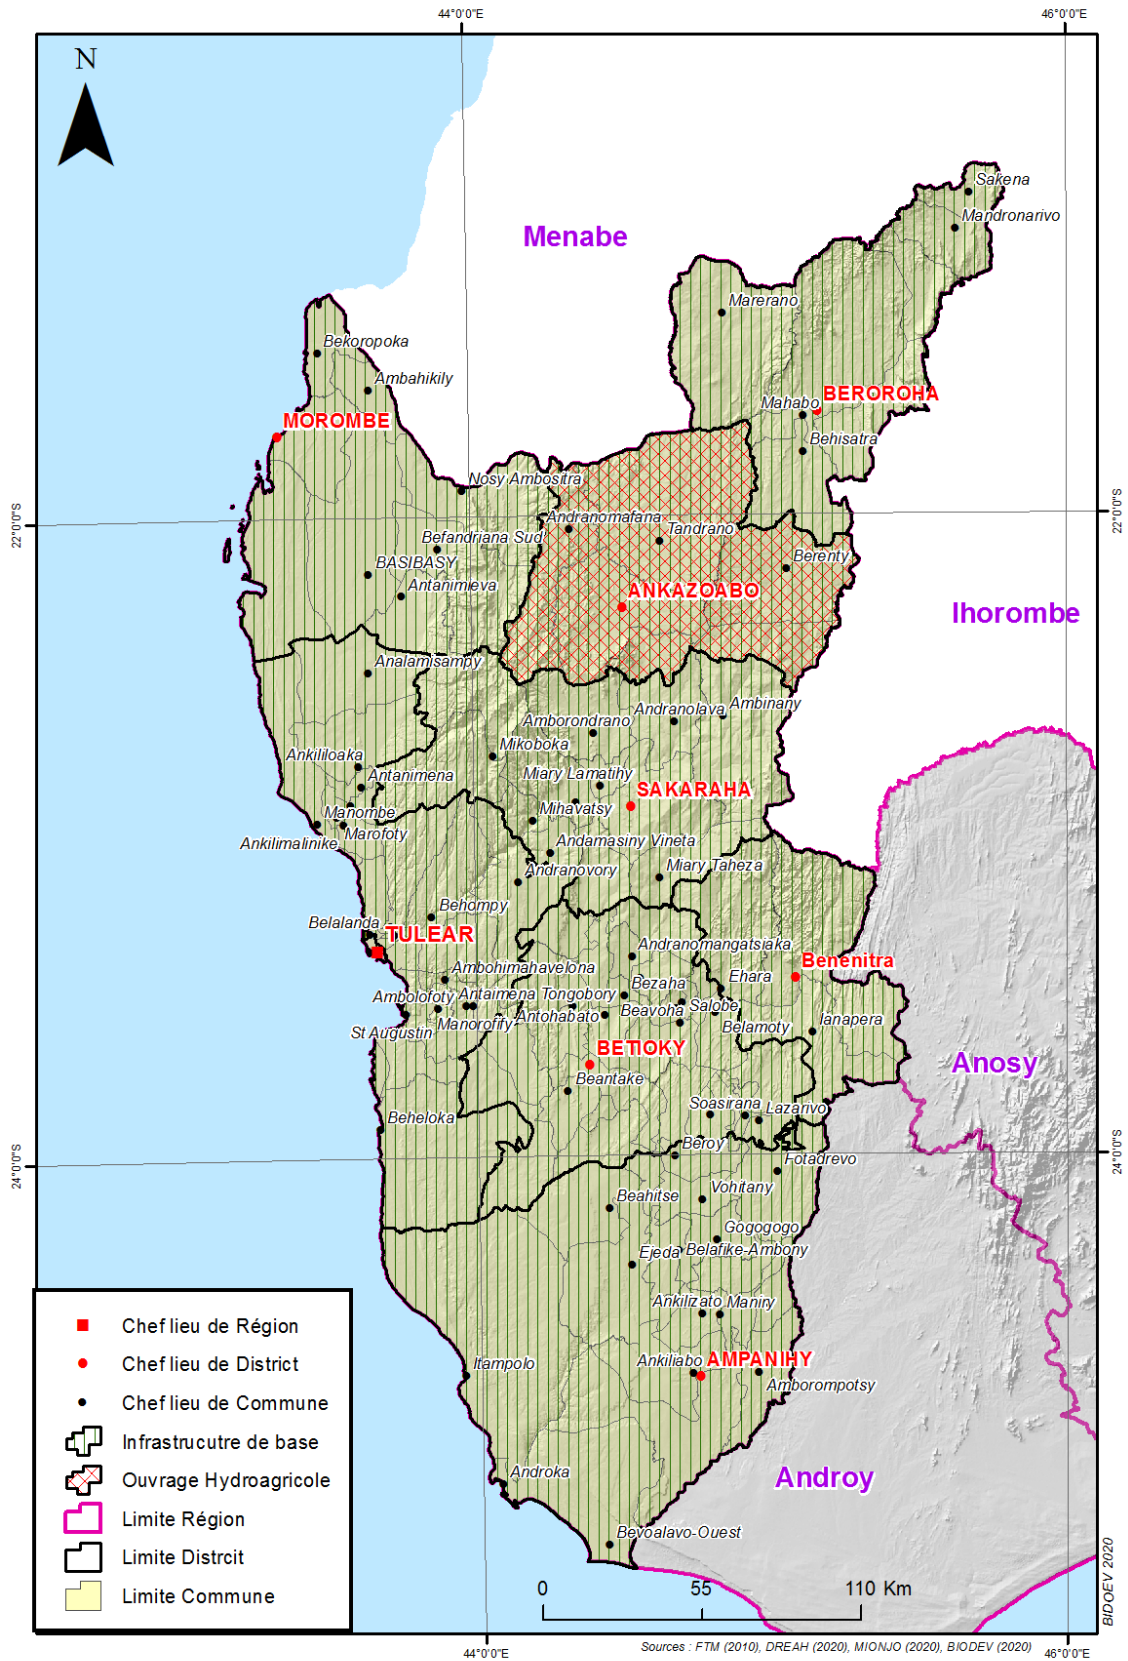 44°0'0"E
46°0'0"E
N
Sakena
Mandronarivo
Menabe
Marerano
Bekoropoka
Ambahikily
BEROROHA
Mahabo
MOROMBE
Behisatra
Nosy Ambositra
22°0'0"S
22°0'0"S
Andranomafana
Tandrano
Befandriana Sud
Berenty
BASIBASY
Antanimieva
ANKAZOABO
Ihorombe
Analamisampy
Ambinany
Andranolava
Amborondrano
Mikoboka
Ankililoaka
Antanimena
Miary Lamatihy
SAKARAHA
Manombe
Mihavatsy
Marofoty
Ankilimalinike
Andamasiny Vineta
Andranovory
Miary Taheza
Behompy
Belalanda
TULEAR
Andranomangatsiaka
Benenitra
Ambohimahavelona
Ehara
Bezaha
Ambolofoty
Antaimena
Tongobory
Salobe
Beavoha
Antohabato
Ianapera
Manorofify
Belamoty
St Augustin
BETIOKY
Anosy
Beantake
Soasirana
Lazarivo
Beheloka
Beroy
24°0'0"S
24°0'0"S
Fotadrevo
Vohitany
Beahitse
Gogogogo
Ejeda
Belafike-Ambony
Ankilizato
Maniry
Itampolo
Ankiliabo
AMPANIHY
Amborompotsy
Androka
Androy
Bevoalavo-Ouest
Chef lieu de Région
Chef lieu de District
Chef lieu de Commune
Infrastrucutre de base
Ouvrage Hydroagricole
Limite Région
Limite Distrcit
Limite Commune
0 55 110 Km
BIDOEV 2020
Sources : FTM (2010), DREAH (2020), MIONJO (2020), BIODEV (2020)
44°0'0"E
46°0'0"E